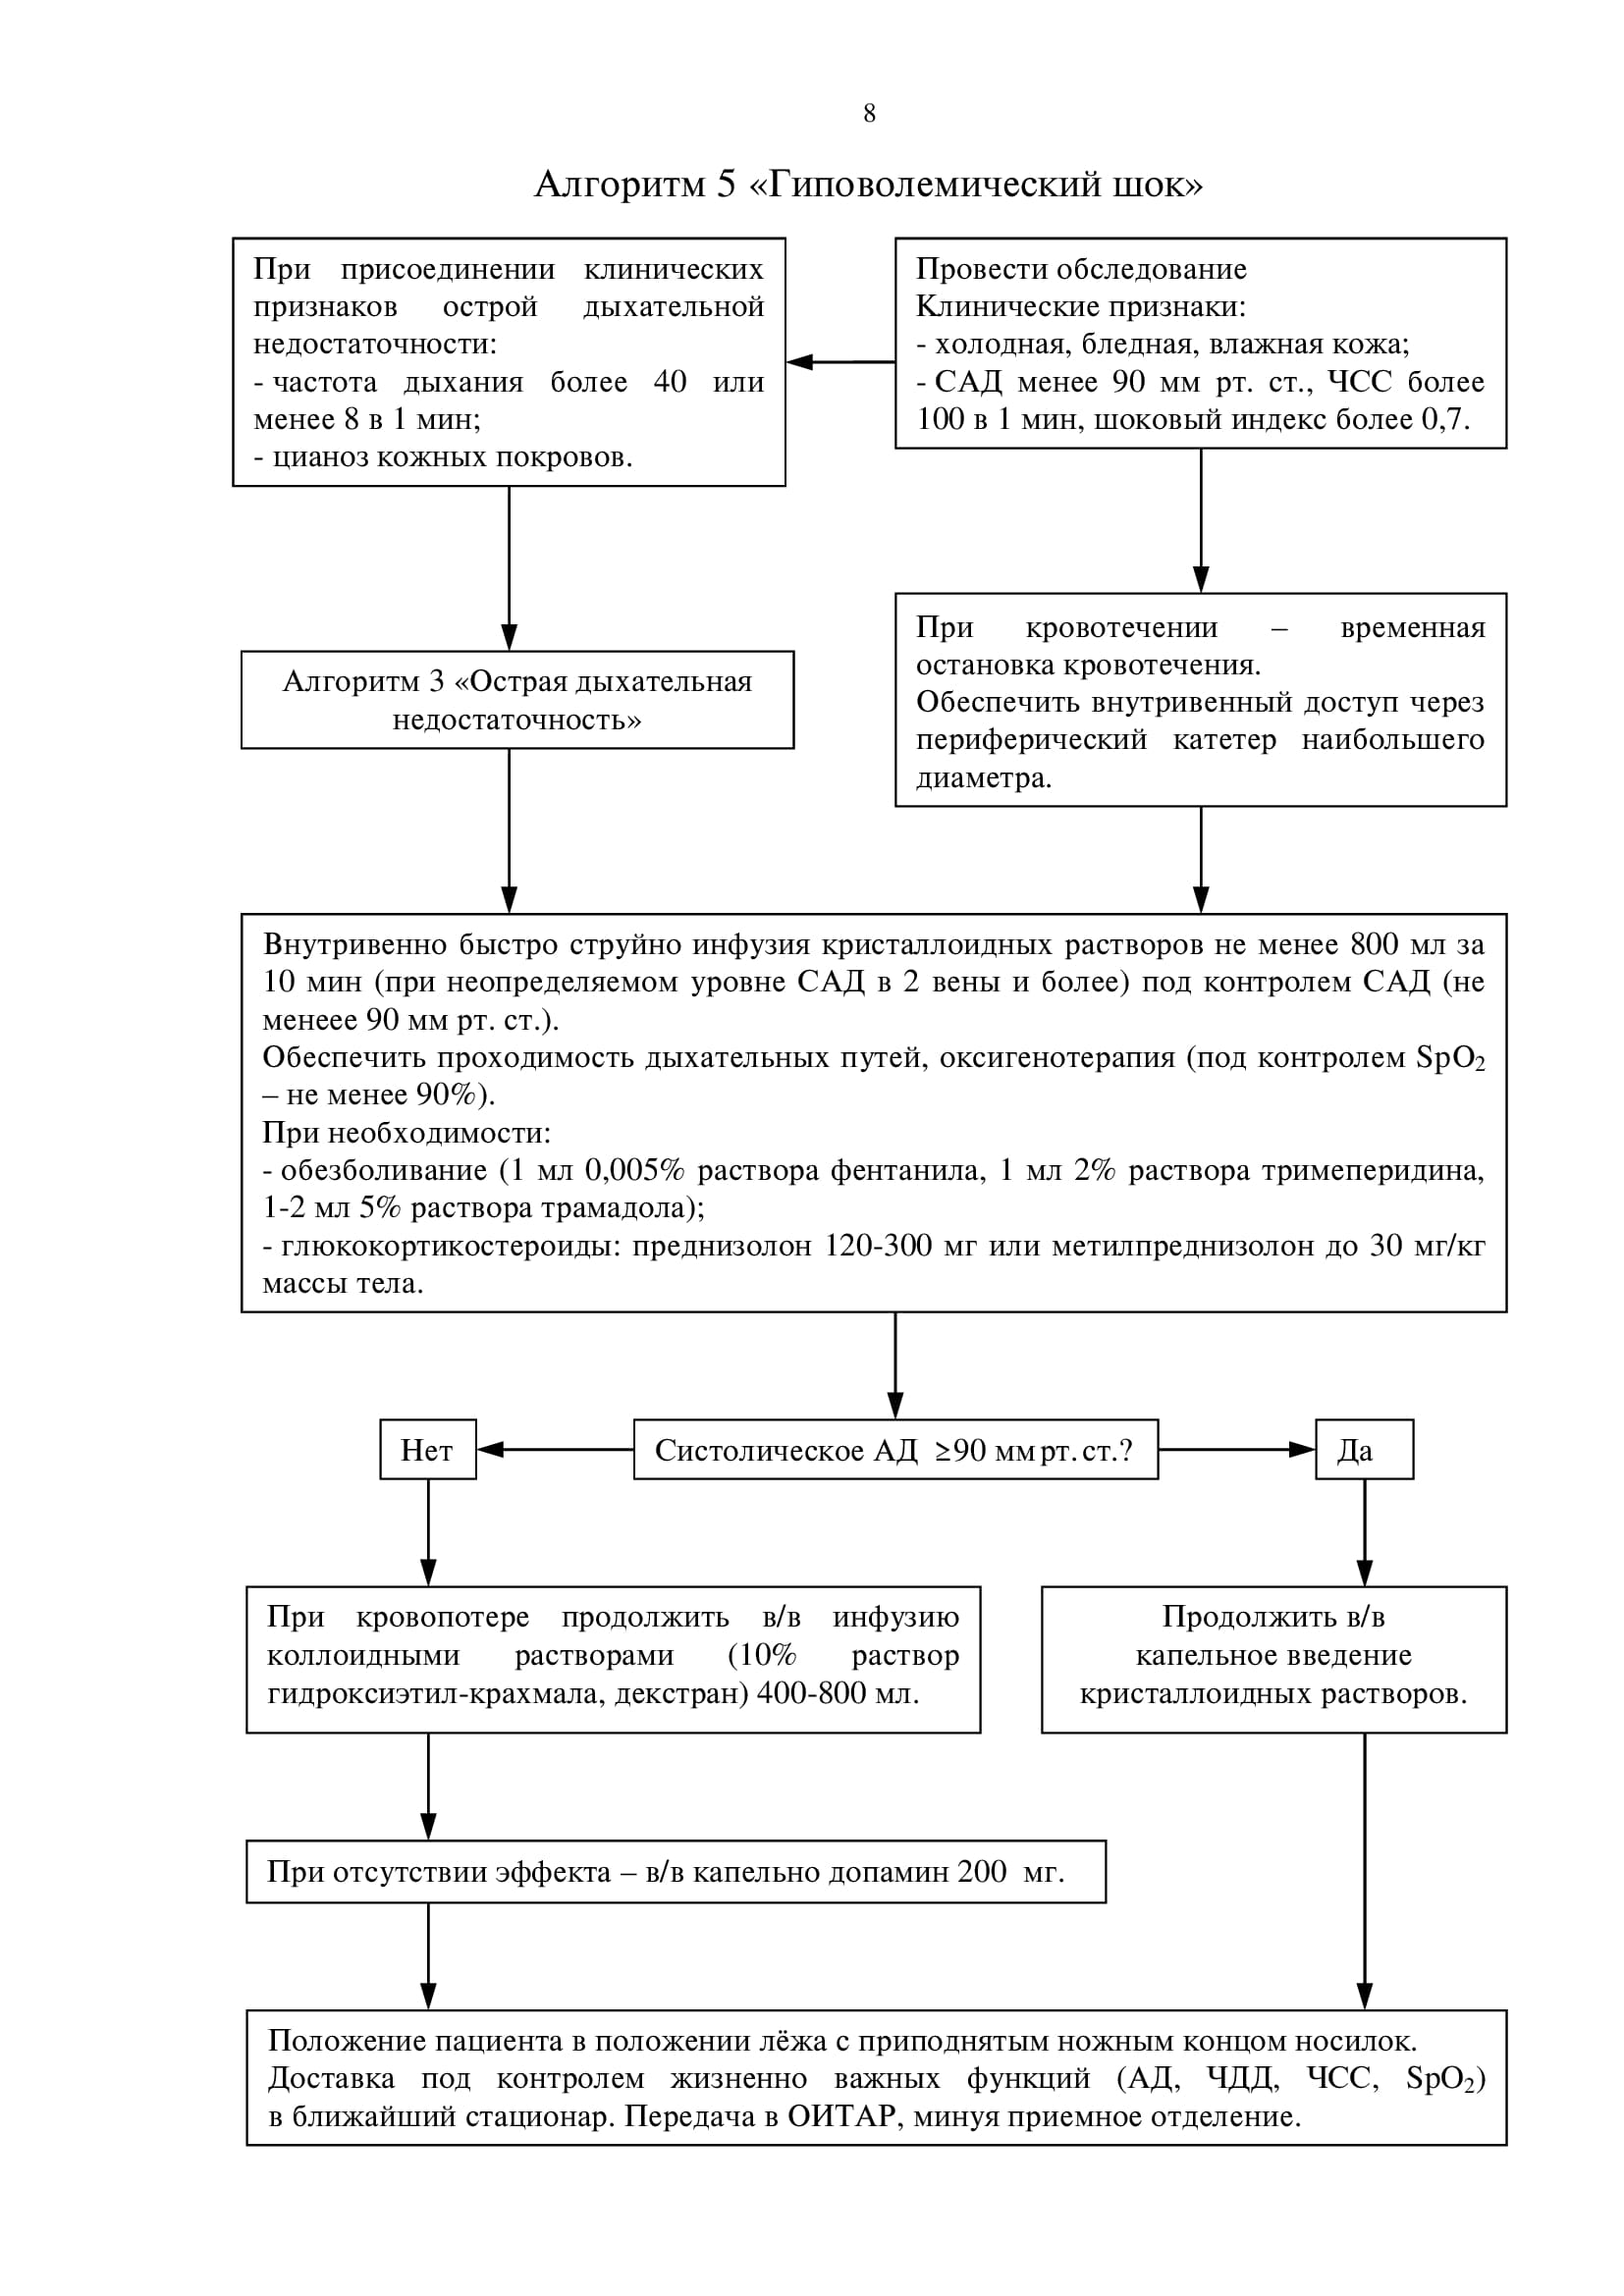 8
Алгоритм 5 «Гиповолемический шок»
При присоединении клинических
признаков острой дыхательной
недостаточности:
- частота дыхания более 40 или
менее 8 в 1 мин;
- цианоз кожных покровов.
Провести обследование
Клинические признаки:
- холодная, бледная, влажная кожа;
- САД менее 90 мм рт. ст., ЧСС более
100 в 1 мин, шоковый индекс более 0,7.
Алгоритм 3 «Острая дыхательная
недостаточность»
При кровотечении – временная
остановка кровотечения.
Обеспечить внутривенный доступ через
периферический катетер наибольшего
диаметра.
Внутривенно быстро струйно инфузия кристаллоидных растворов не менее 800 мл за
10 мин (при неопределяемом уровне САД в 2 вены и более) под контролем САД (не
менеее 90 мм рт. ст.).
Обеспечить проходимость дыхательных путей, оксигенотерапия (под контролем SpO₂
– не менее 90%).
При необходимости:
- обезболивание (1 мл 0,005% раствора фентанила, 1 мл 2% раствора тримеперидина,
1-2 мл 5% раствора трамадола);
- глюкокортикостероиды: преднизолон 120-300 мг или метилпреднизолон до 30 мг/кг
массы тела.
Нет
Систолическое АД ≥90 мм рт. ст.?
Да
При кровопотере продолжить в/в инфузию
коллоидными растворами (10% раствор
гидроксиэтил-крахмала, декстран) 400-800 мл.
Продолжить в/в
капельное введение
кристаллоидных растворов.
При отсутствии эффекта – в/в капельно допамин 200 мг.
Положение пациента в положении лёжа с приподнятым ножным концом носилок.
Доставка под контролем жизненно важных функций (АД, ЧДД, ЧСС, SpO₂)
в ближайший стационар. Передача в ОИТАР, минуя приемное отделение.